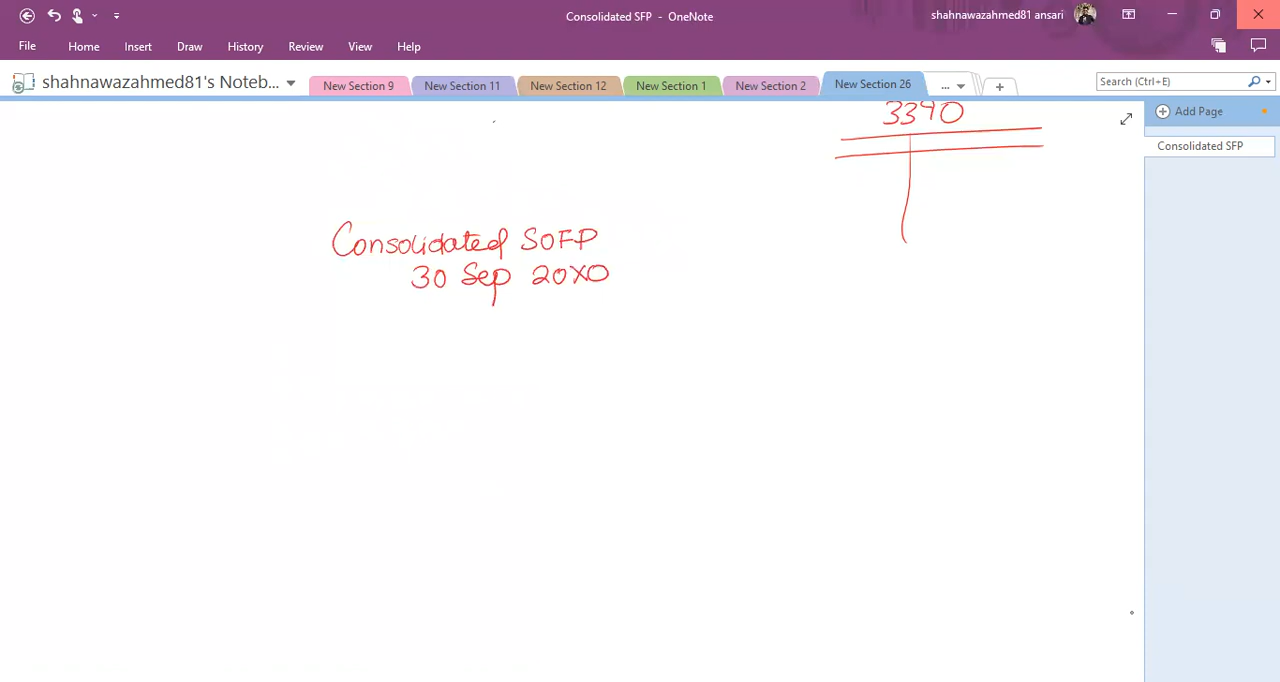 Consolidated SFP - OneNote
shahnawazahmed81 ansari
File Home Insert Draw History Review View Help
shahnawazahmed81's Noteb...
New Section 9 New Section 11 New Section 12 New Section 1 New Section 2 New Section 26 ...
Search (Ctrl+E)
Add Page
Consolidated SFP
3340
Consolidated SOFP
30 Sep 20X0